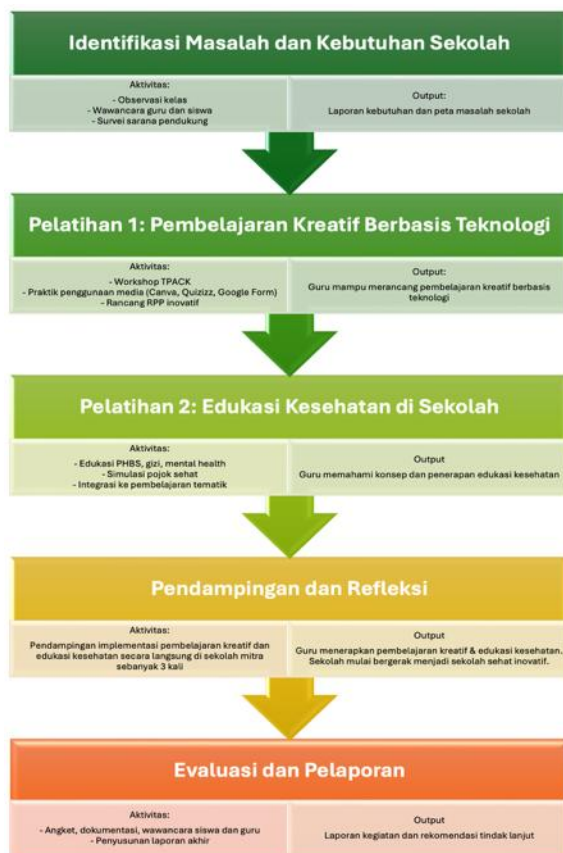 Identifikasi Masalah dan Kebutuhan Sekolah
Aktivitas:
- Observasi kelas
- Wawancara guru dan siswa
- Survei sarana pendukung
Output:
Laporan kebutuhan dan peta masalah sekolah
Pelatihan 1: Pembelajaran Kreatif Berbasis Teknologi
Aktivitas:
- Workshop TPACK
- Praktik penggunaan media (Canva, Quizizz, Google Form)
- Rancang RPP inovatif
Output:
Guru mampu merancang pembelajaran kreatif berbasis
teknologi
Pelatihan 2: Edukasi Kesehatan di Sekolah
Aktivitas:
- Edukasi PHBS, gizi, mental health
- Simulasi pojok sehat
- Integrasi ke pembelajaran tematik
Output
Guru memahami konsep dan penerapan edukasi kesehatan
Pendampingan dan Refleksi
Aktivitas:
Pendampingan implementasi pembelajaran kreatif dan
edukasi kesehatan secara langsung di sekolah mitra
sebanyak 3 kali
Output
Guru menerapkan pembelajaran kreatif & edukasi kesehatan.
Sekolah mulai bergerak menjadi sekolah sehat inovatif.
Evaluasi dan Pelaporan
Aktivitas:
- Angket, dokumentasi, wawancara siswa dan guru
- Penyusunan laporan akhir
Output
Laporan kegiatan dan rekomendasi tindak lanjut